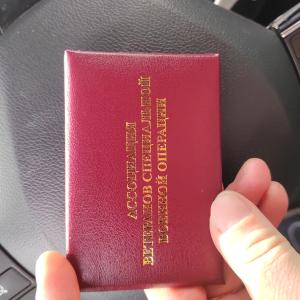 АССОЦИАЦИЯ
ВЕТЕРАНОВ СПЕЦИАЛЬНОЙ
ВОЕННОЙ ОПЕРАЦИИ